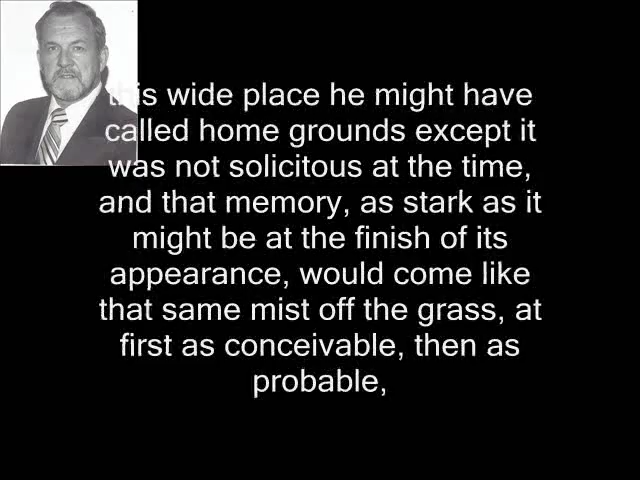 this wide place he might have
called home grounds except it
was not solicitous at the time,
and that memory, as stark as it
might be at the finish of its
appearance, would come like
that same mist off the grass, at
first as conceivable, then as
probable,